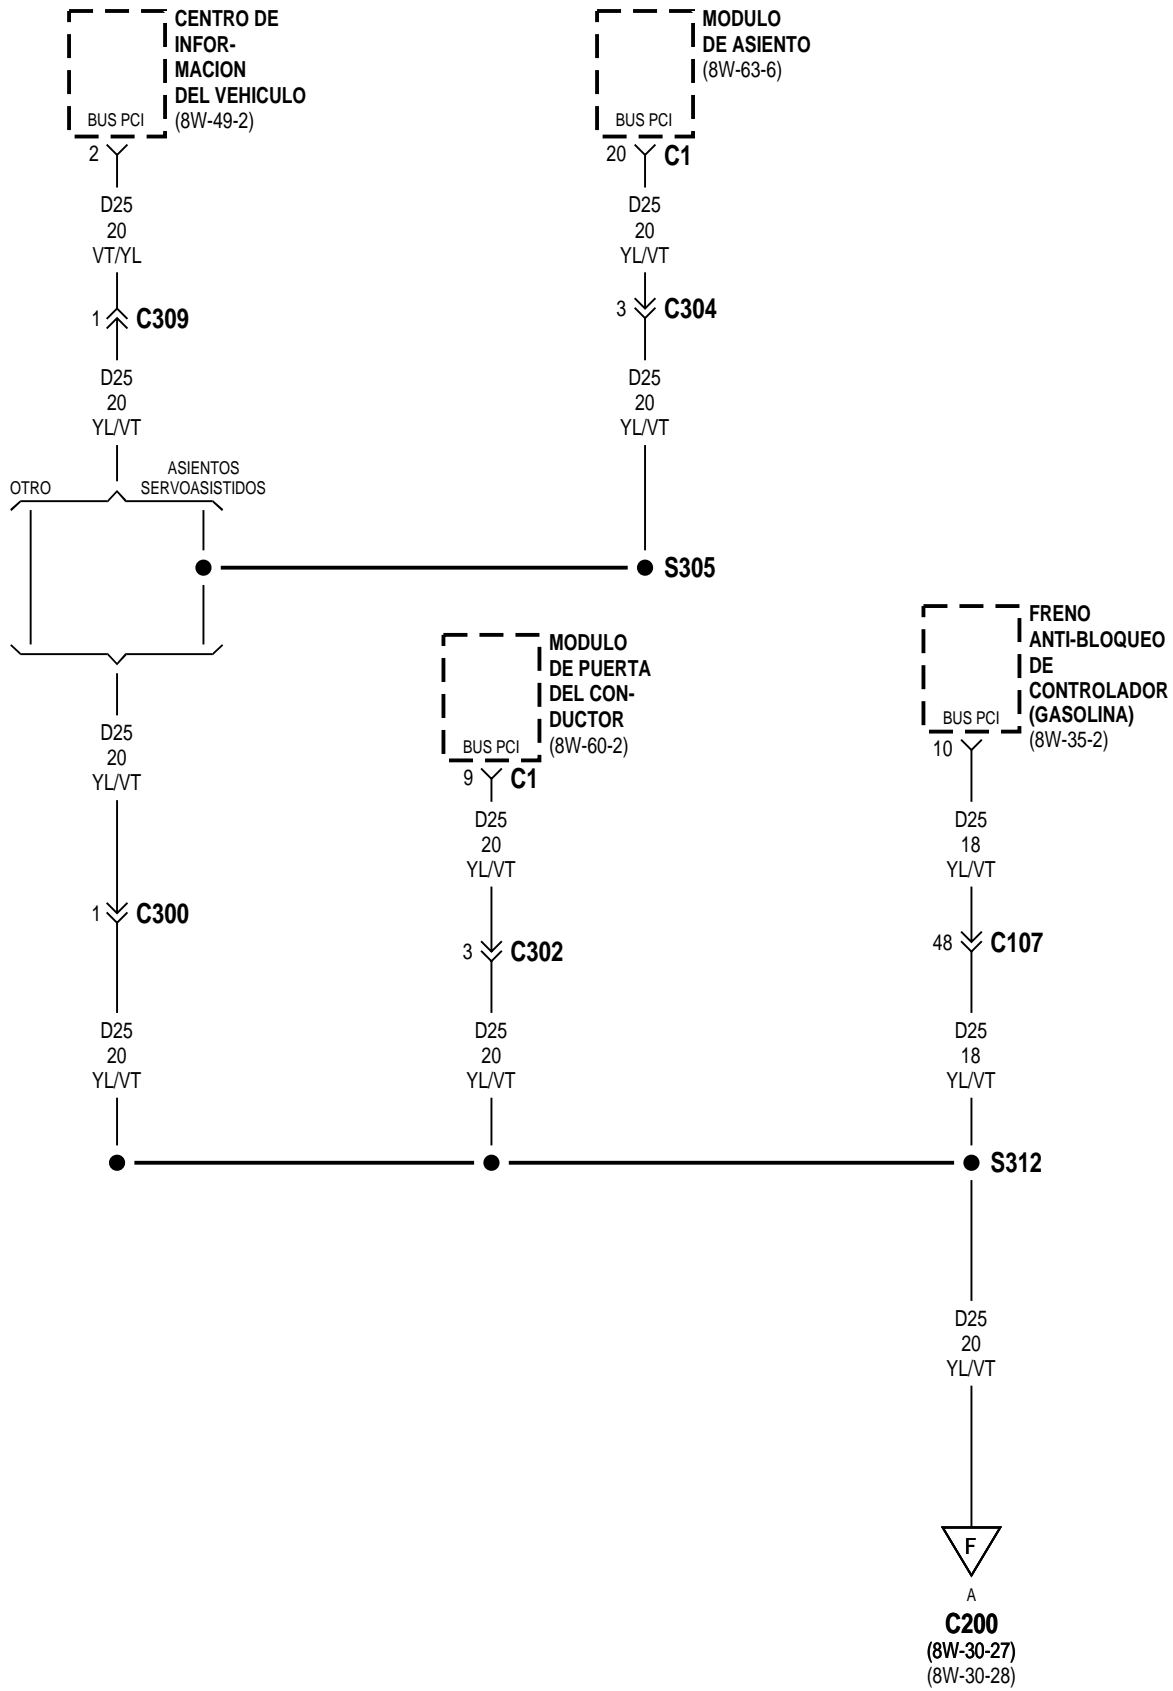 CENTRO DE
INFOR-
MACION
DEL VEHICULO
(8W-49-2)
BUS PCI
2
D25
20
VT/YL
1
C309
D25
20
YL/VT
OTRO
ASIENTOS
SERVOASISTIDOS
MODULO
DE ASIENTO
(8W-63-6)
BUS PCI
20
C1
D25
20
YL/VT
3
C304
D25
20
YL/VT
S305
D25
20
YL/VT
1
C300
D25
20
YL/VT
MODULO
DE PUERTA
DEL CON-
DUCTOR
(8W-60-2)
BUS PCI
9
C1
D25
20
YL/VT
3
C302
D25
20
YL/VT
FRENO
ANTI-BLOQUEO
DE
CONTROLADOR
(GASOLINA)
(8W-35-2)
BUS PCI
10
D25
18
YL/VT
48
C107
D25
18
YL/VT
S312
D25
20
YL/VT
F
A
C200
(8W-30-27)
(8W-30-28)